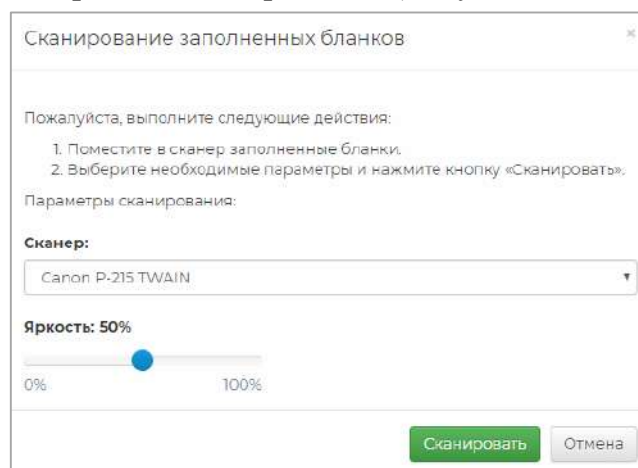 Сканирование заполненных бланков
×
Пожалуйста, выполните следующие действия:
1. Поместите в сканер заполненные бланки.
2. Выберите необходимые параметры и нажмите кнопку «Сканировать».
Параметры сканирования:
Сканер:
Canon P-215 TWAIN
Яркость: 50%
0% 100%
Сканировать Отмена